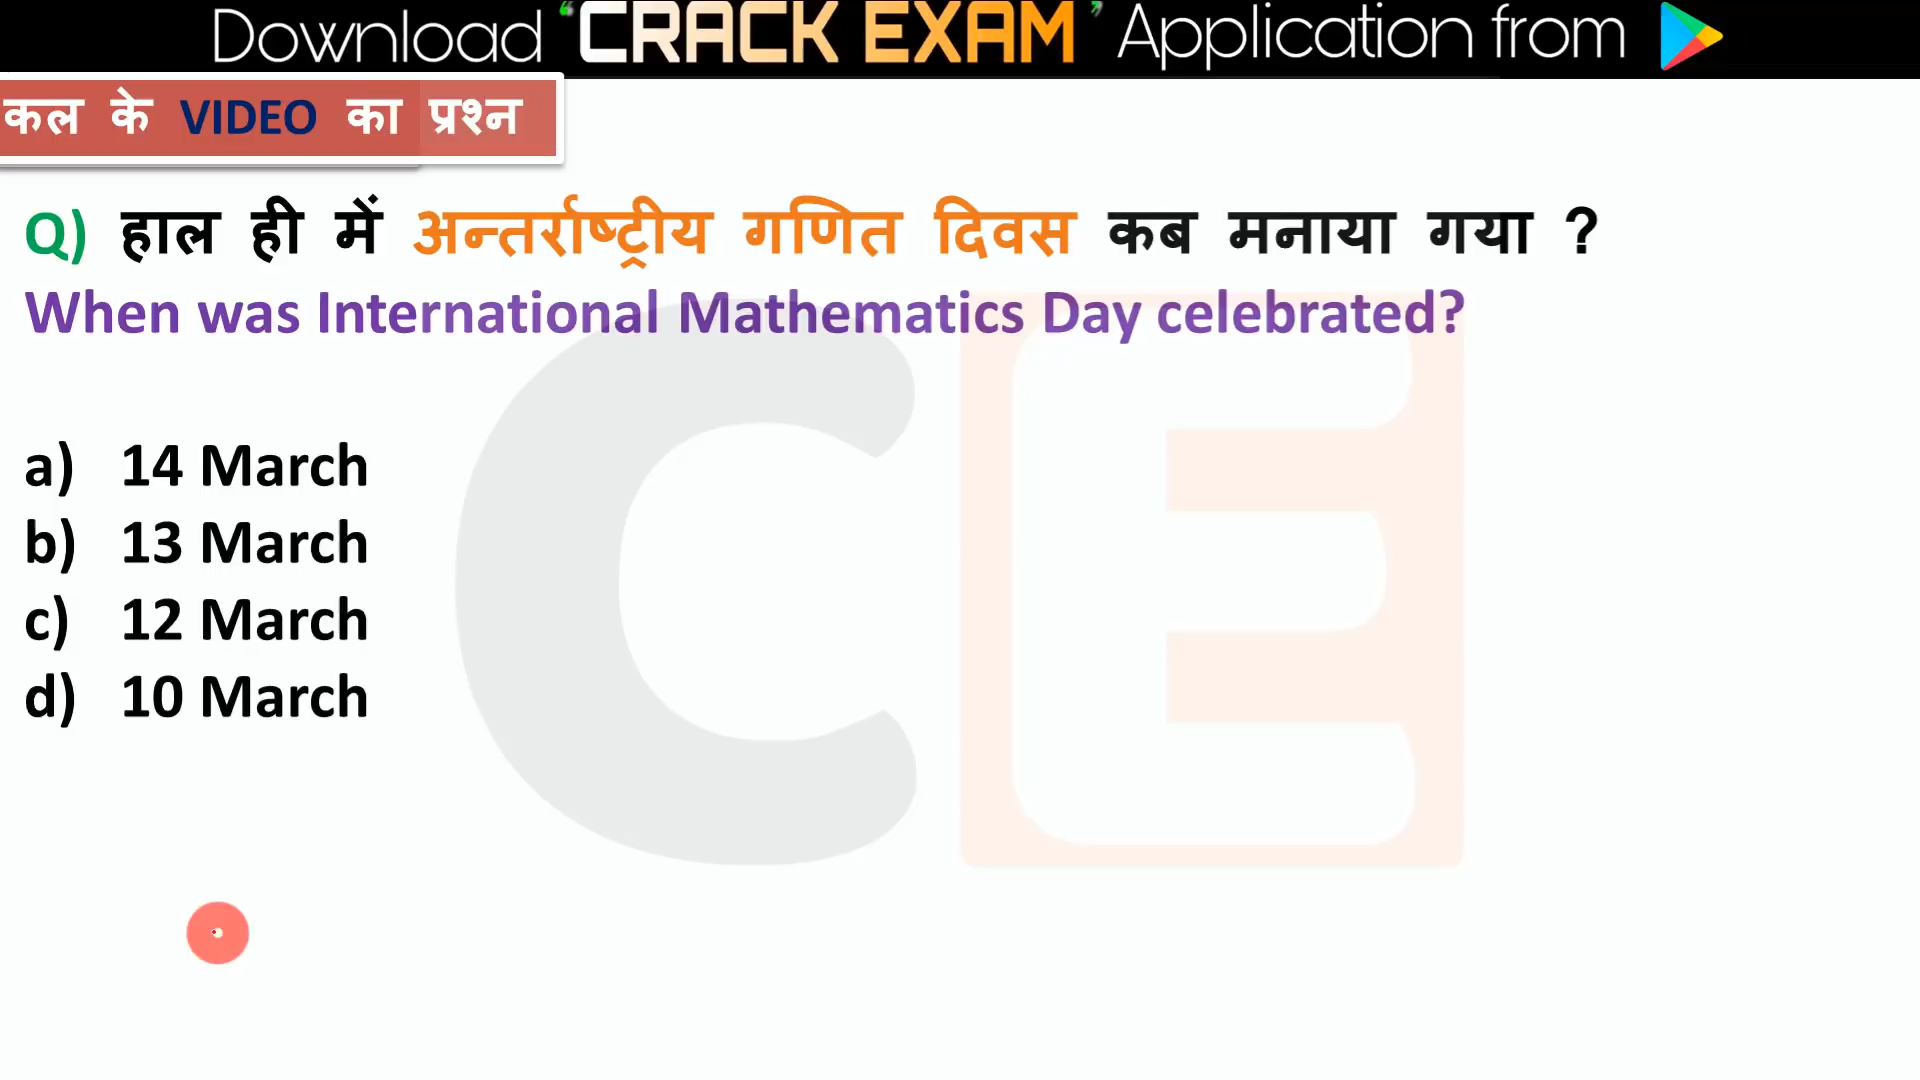 Download ‘CRACK EXAM’ Application from
कल के VIDEO का प्रश्न
Q) हाल ही में अन्तर्राष्ट्रीय गणित दिवस कब मनाया गया ?
When was International Mathematics Day celebrated?
a) 14 March
b) 13 March
c) 12 March
d) 10 March
CE